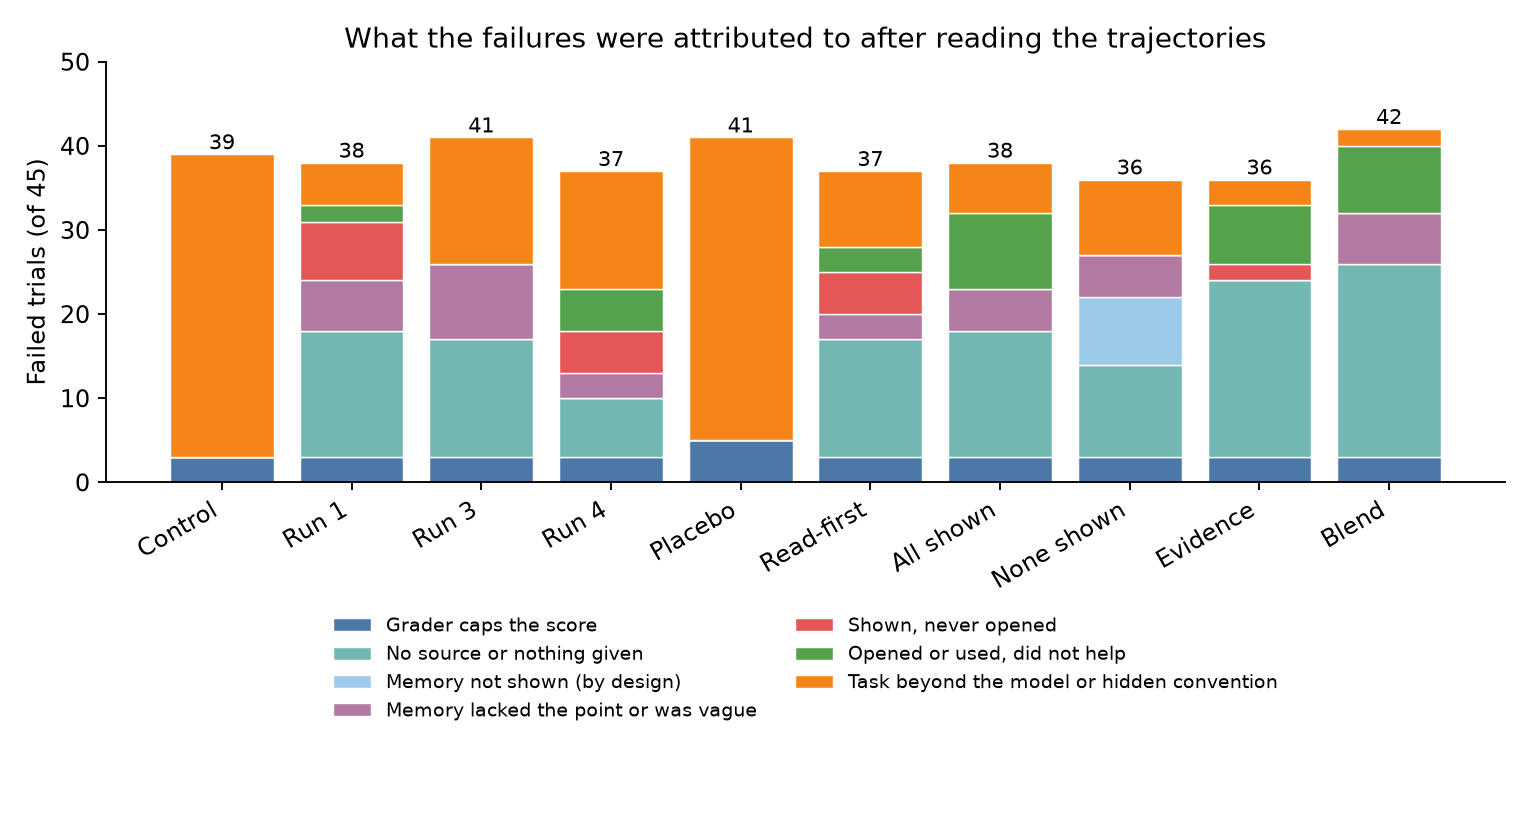 What the failures were attributed to after reading the trajectories
Failed trials (of 45)
50
40
30
20
10
0
39
38
41
37
41
37
38
36
36
42
Control
Run 1
Run 3
Run 4
Placebo
Read-first
All shown
None shown
Evidence
Blend
Grader caps the score
No source or nothing given
Memory not shown (by design)
Memory lacked the point or was vague
Shown, never opened
Opened or used, did not help
Task beyond the model or hidden convention